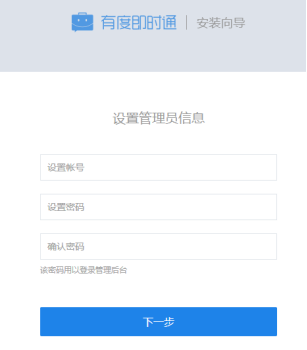 有度即时通 | 安装向导
设置管理员信息
设置帐号
设置密码
确认密码
该密码用以登录管理后台
下一步